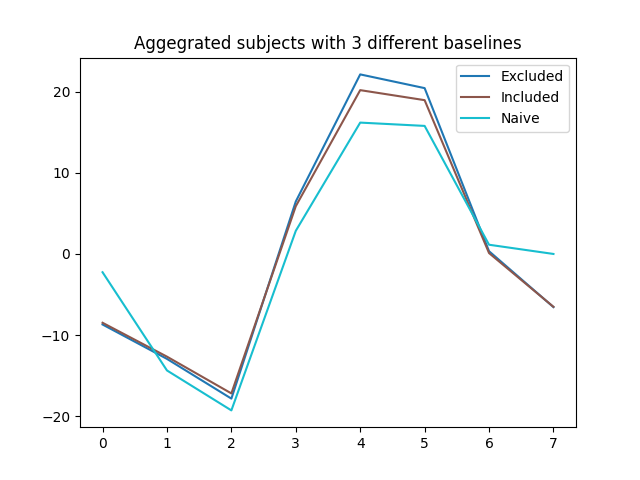 Aggegrated subjects with 3 different baselines
Excluded
Included
Naive
20
10
0
−10
−20
0 1 2 3 4 5 6 7